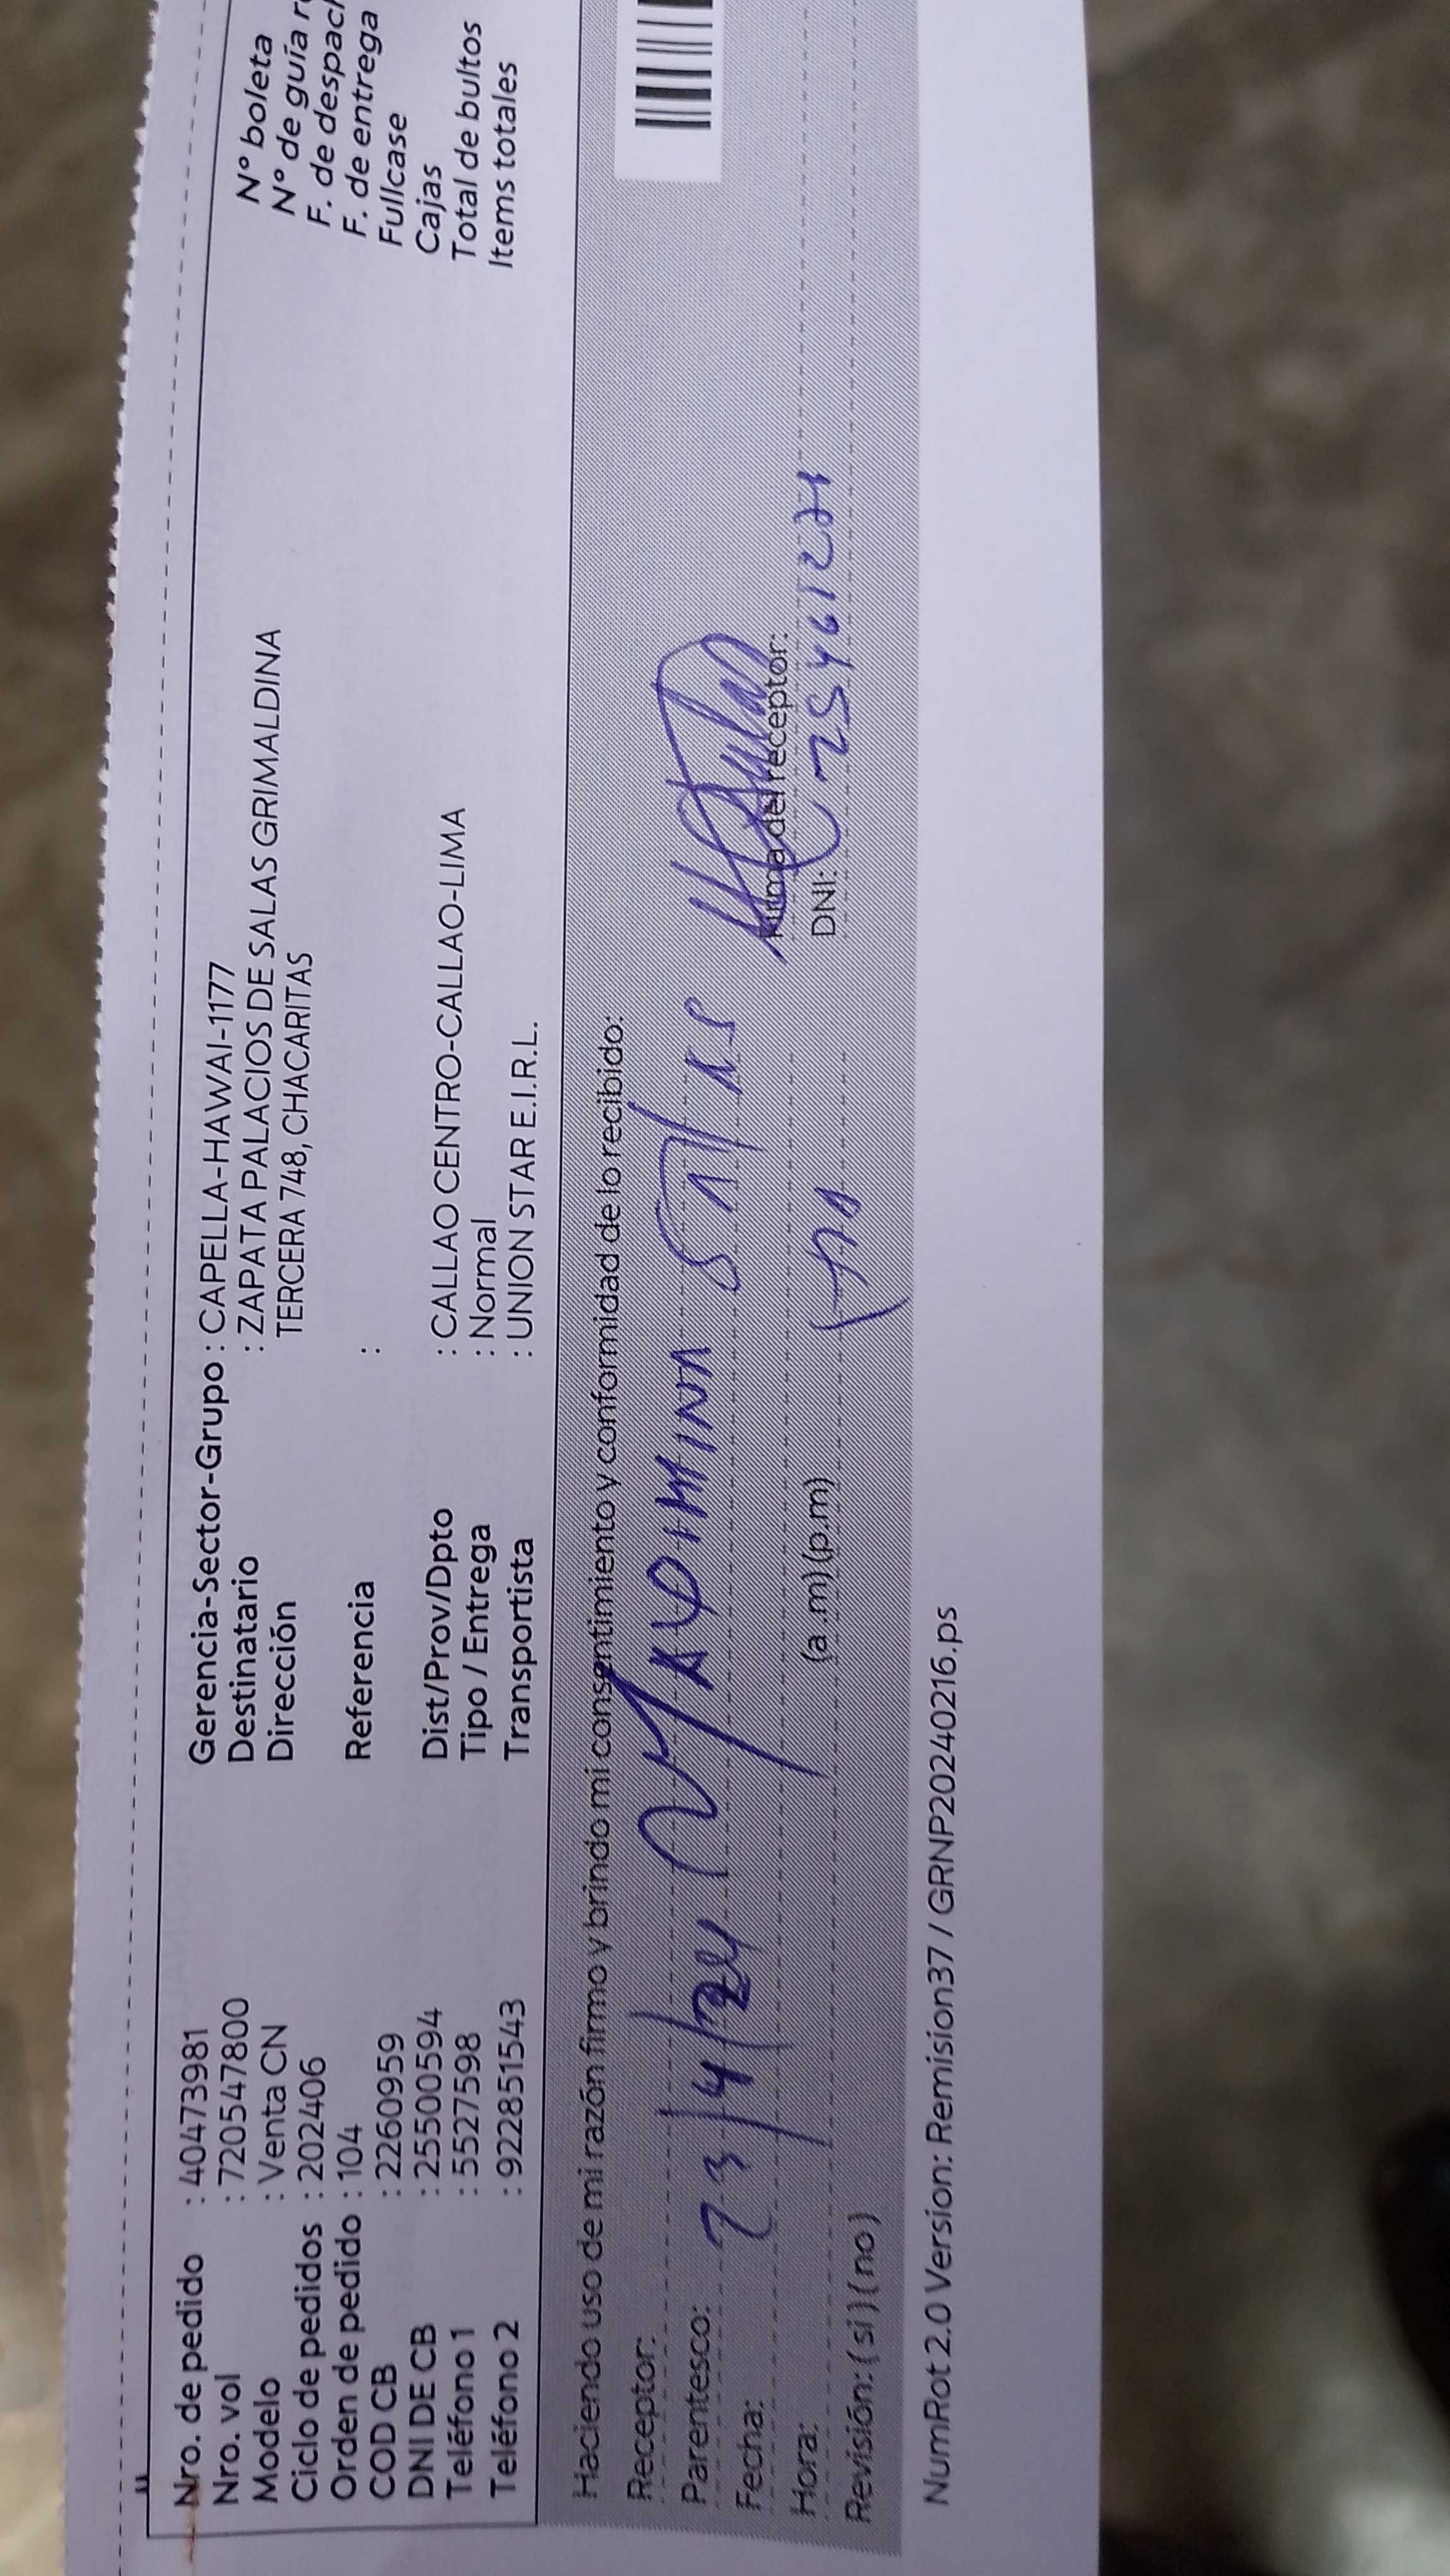 Nro. de pedido : 40473981
Nro. vol : 720547800
Modelo : Venta CN
Ciclo de pedidos : 202406
Orden de pedido : 104
COD CB : 2260959
DNI DE CB : 25500594
Teléfono 1 : 5527598
Teléfono 2 : 922851543
Gerencia-Sector-Grupo : CAPELLA-HAWAI-1177
Destinatario : ZAPATA PALACIOS DE SALAS GRIMALDINA
Dirección TERCERA 748, CHACARITAS
Referencia :
Dist/Prov/Dpto : CALLAO CENTRO-CALLAO-LIMA
Tipo / Entrega : Normal
Transportista : UNION STAR E.I.R.L.
N° boleta
N° de guía
F. de despach
F. de entrega
Fullcase
Cajas
Total de bultos
Items totales
Haciendo uso de mi razón firmo y brindo mi consentimiento y conformidad de lo recibido:
Receptor:
Parentesco:
Fecha: 23/4/24
Hora: (a.m) (p.m)
Revisión: (si) (no)
Firma del receptor:
DNI:
NumRot 2.0 Version: Remision37 / GRNP20240216.ps